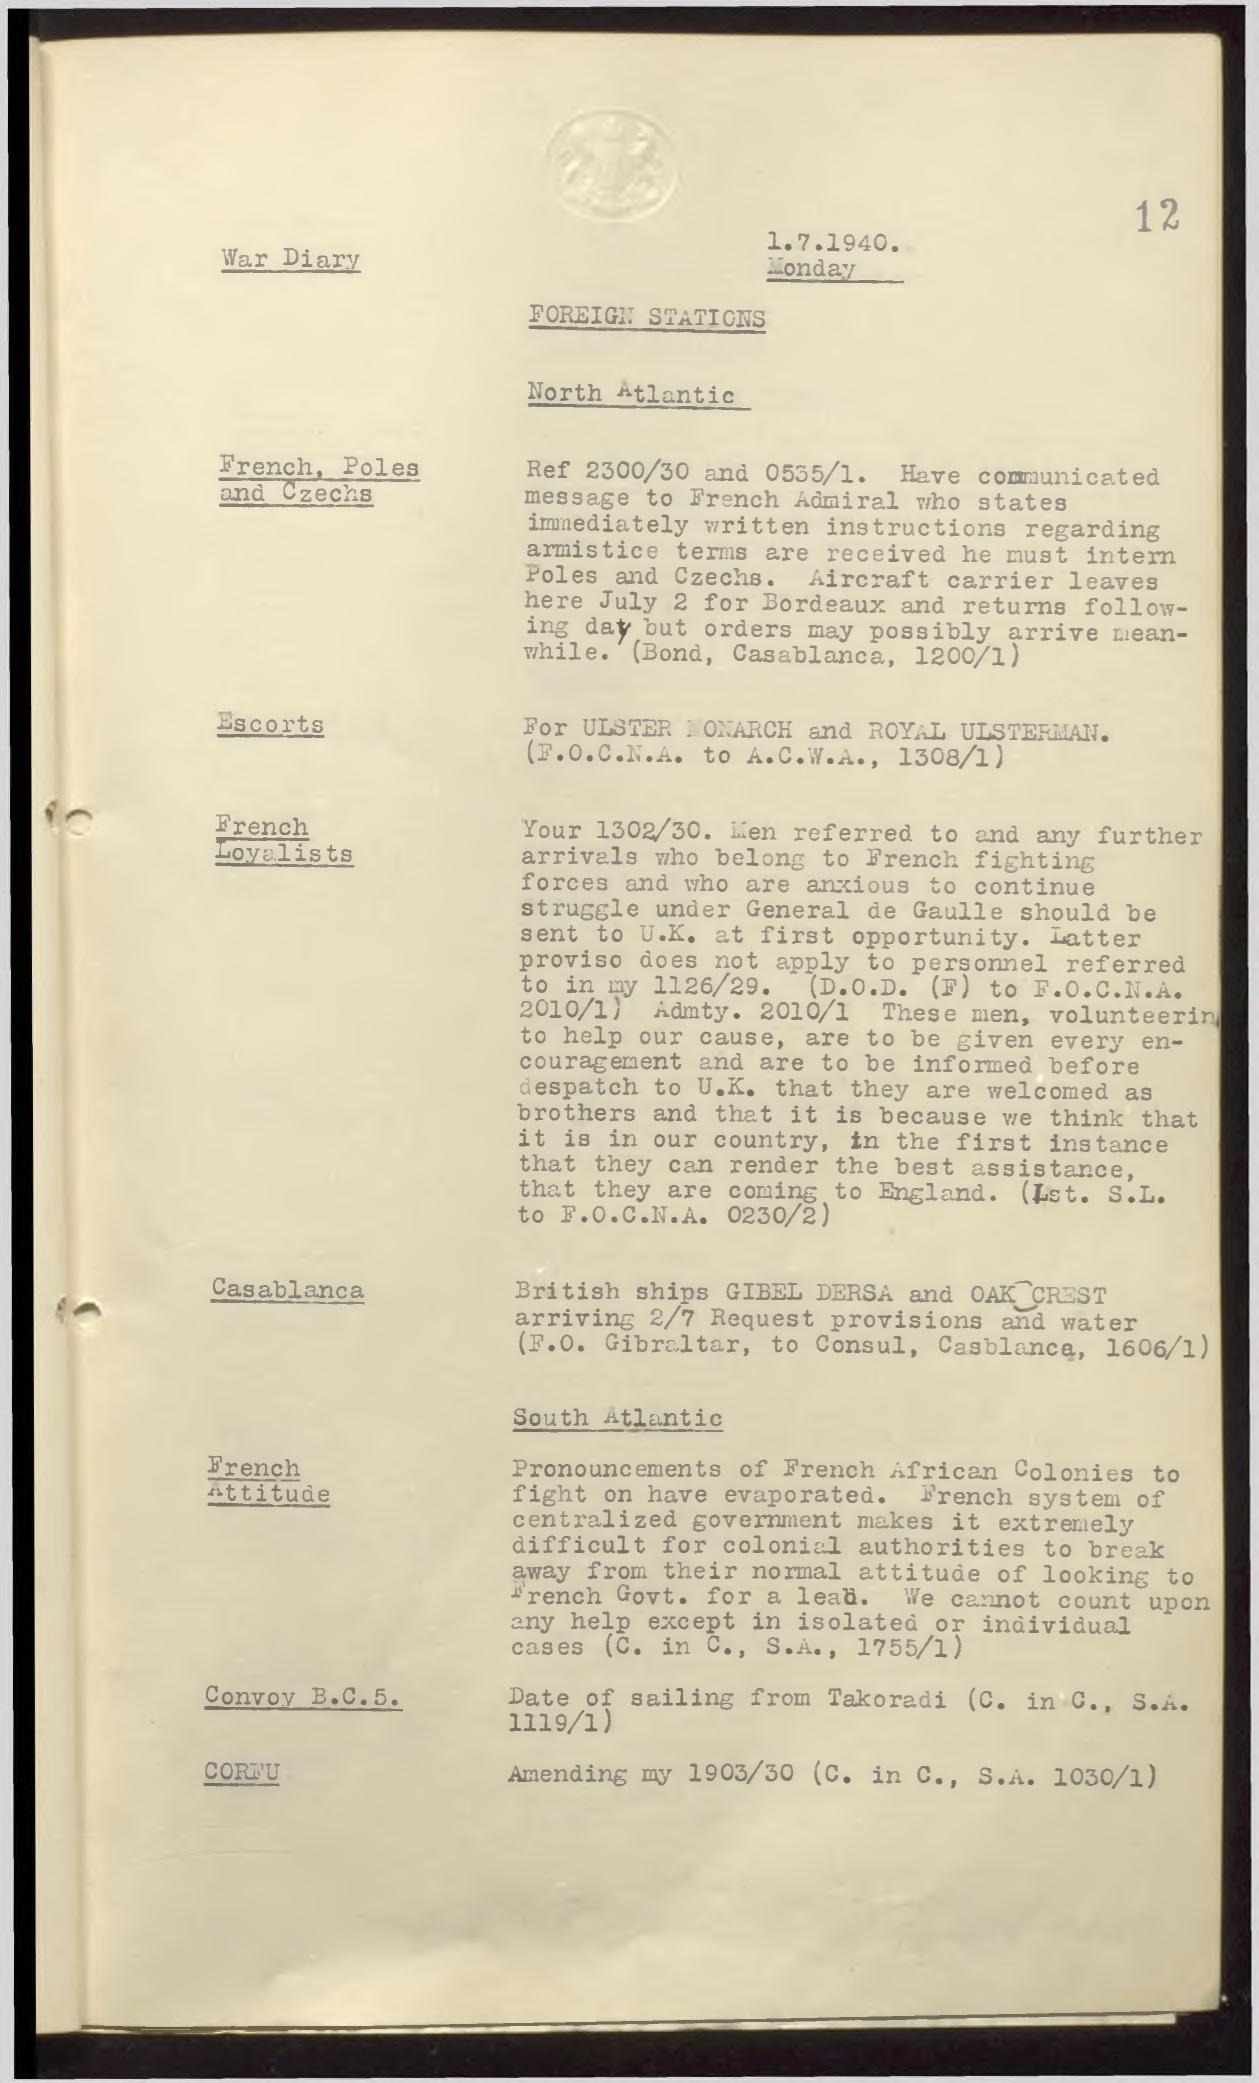 12
1.7.1940.
War Diary
Monday
FOREIGN STATIONS
North Atlantic
French, Poles
and Czechs
Ref 2300/30 and 0535/1. Have communicated
message to French Admiral who states
immediately written instructions regarding
armistice terms are received he must intern
Poles and Czechs. Aircraft carrier leaves
here July 2 for Bordeaux and returns follow-
ing day but orders may possibly arrive mean-
while. (Bond, Casablanca, 1200/1)
Escorts
For ULSTER MONARCH and ROYAL ULSTERMAN.
(F.O.C.N.A. to A.C.W.A., 1308/1)
French
Loyalists
Your 1302/30. Men referred to and any further
arrivals who belong to French fighting
forces and who are anxious to continue
struggle under General de Gaulle should be
sent to U.K. at first opportunity. Latter
proviso does not apply to personnel referred
to in my 1126/29. (D.O.D. (F) to F.O.C.N.A.
2010/1) Admty. 2010/1 These men, volunteering
to help our cause, are to be given every en-
couragement and are to be informed before
despatch to U.K. that they are welcomed as
brothers and that it is because we think that
it is in our country, in the first instance
that they can render the best assistance,
that they are coming to England. (1st. S.L.
to F.O.C.N.A. 0230/2)
Casablanca
British ships GIBEL DERSA and OAK CREST
arriving 2/7 Request provisions and water
(F.O. Gibraltar, to Consul, Casblanca, 1606/1)
South Atlantic
French
Attitude
Pronouncements of French African Colonies to
fight on have evaporated. French system of
centralized government makes it extremely
difficult for colonial authorities to break
away from their normal attitude of looking to
French Govt. for a lead. We cannot count upon
any help except in isolated or individual
cases (C. in C., S.A., 1755/1)
Convoy B.C.5.
Date of sailing from Takoradi (C. in C., S.A.
1119/1)
CORFU
Amending my 1903/30 (C. in C., S.A. 1030/1)